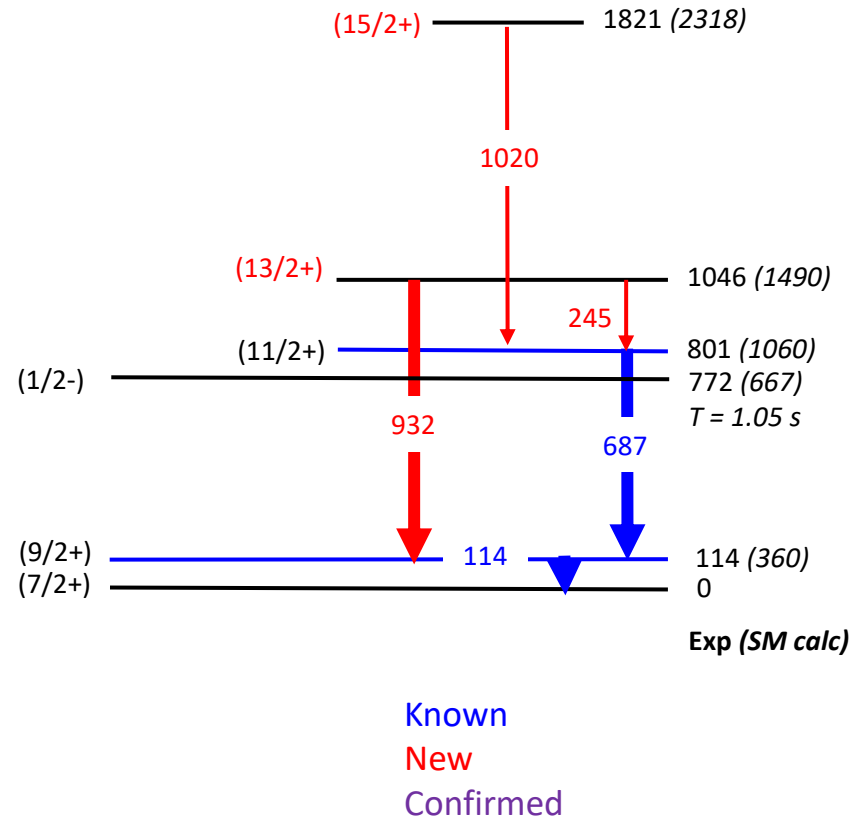 (15/2+) 1821 (2318)
1020
(13/2+) 1046 (1490)
245
(11/2+) 801 (1060)
(1/2-) 772 (667)
T = 1.05 s
932
687
(9/2+) 114 114 (360)
(7/2+) 0
Exp (SM calc)
Known
New
Confirmed